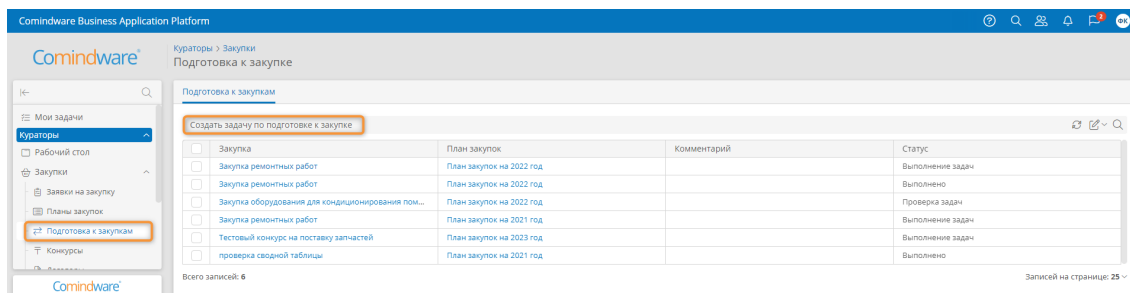 Comindware Business Application Platform
2
ФК
Comindware
Кураторы > Закупки
Подготовка к закупке
Мои задачи
Кураторы
Рабочий стол
Закупки
Заявки на закупку
Планы закупок
Подготовка к закупкам
Конкурсы
Comindware
Подготовка к закупкам
Создать задачу по подготовке к закупке
Закупка План закупок Комментарий Статус
Закупка ремонтных работ План закупок на 2022 год Выполнение задач
Закупка ремонтных работ План закупок на 2022 год Выполнено
Закупка оборудования для кондиционирования пом... План закупок на 2022 год Проверка задач
Закупка ремонтных работ План закупок на 2021 год Выполнение задач
Тестовый конкурс на поставку запчастей План закупок на 2023 год Выполнение задач
проверка сводной таблицы План закупок на 2021 год Выполнено
Всего записей: 6 Записей на странице: 25